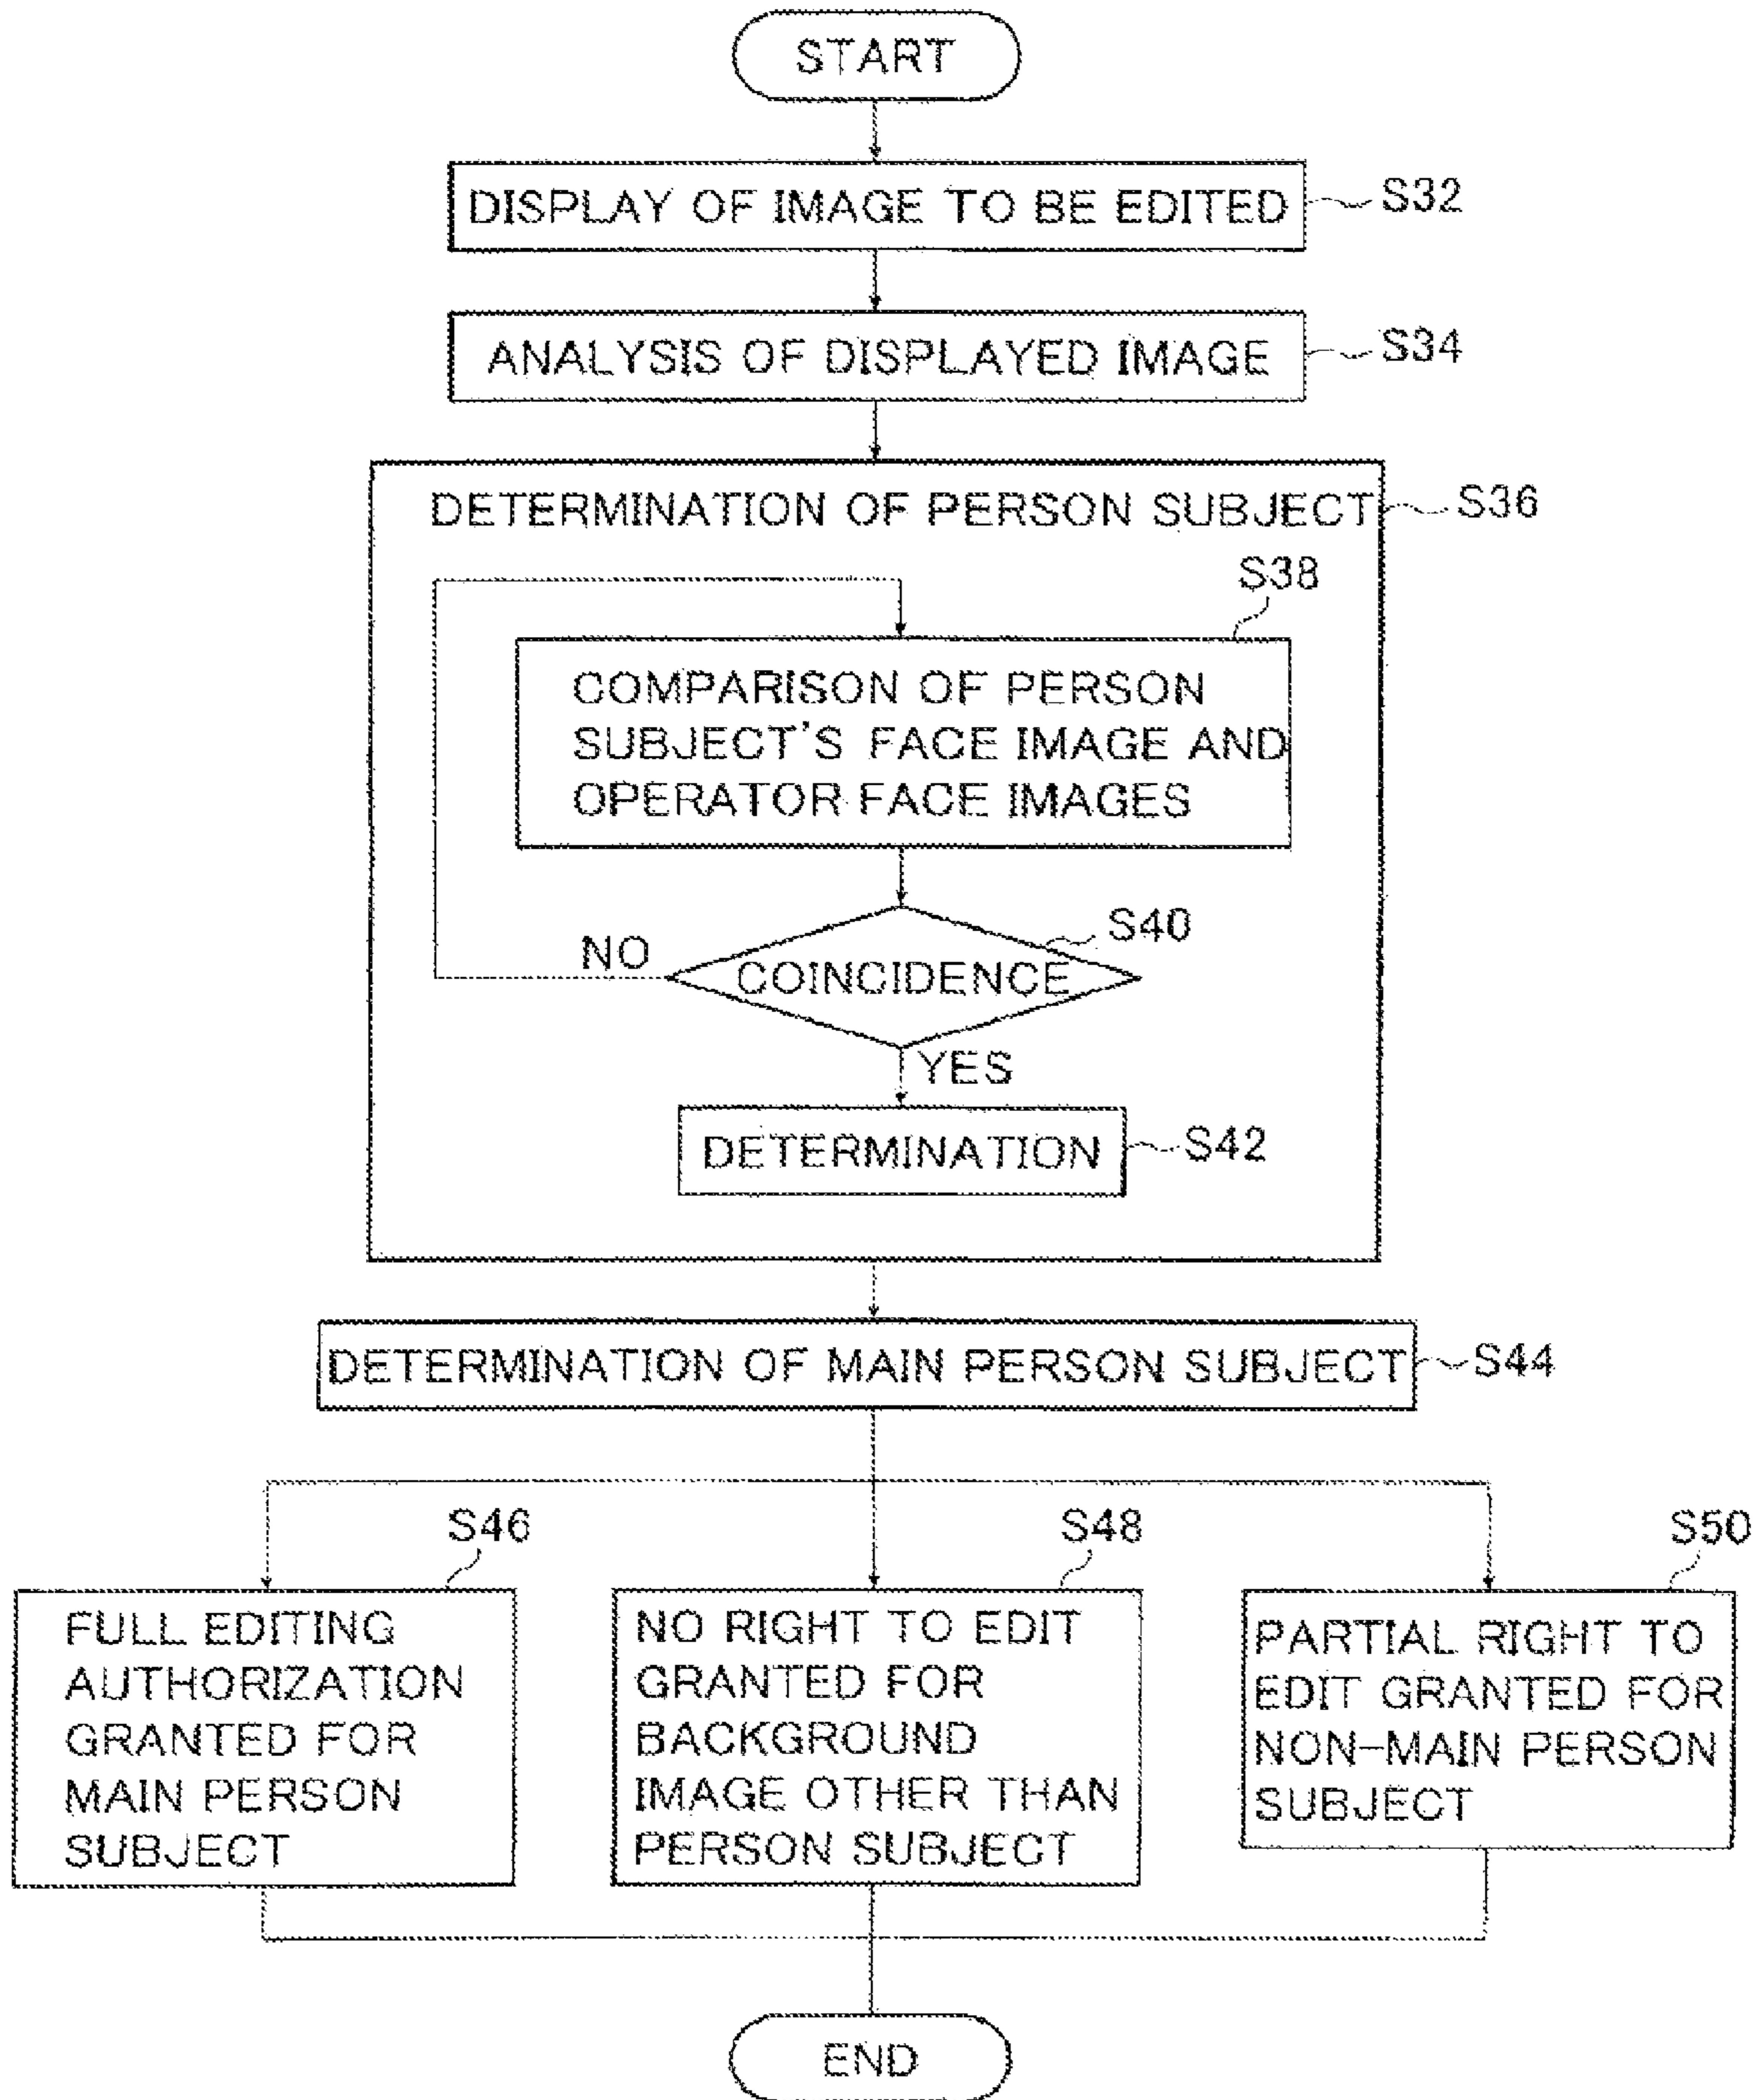 START
DISPLAY OF IMAGE TO BE EDITED
S32
ANALYSIS OF DISPLAYED IMAGE
S34
DETERMINATION OF PERSON SUBJECT
S36
S38
COMPARISON OF PERSON
SUBJECT'S FACE IMAGE AND
OPERATOR FACE IMAGES
S40
NO
COINCIDENCE
YES
DETERMINATION
S42
DETERMINATION OF MAIN PERSON SUBJECT
S44
S46
FULL EDITING
AUTHORIZATION
GRANTED FOR
MAIN PERSON
SUBJECT
S48
NO RIGHT TO EDIT
GRANTED FOR
BACKGROUND
IMAGE OTHER THAN
PERSON SUBJECT
S50
PARTIAL RIGHT TO
EDIT GRANTED FOR
NON-MAIN PERSON
SUBJECT
END